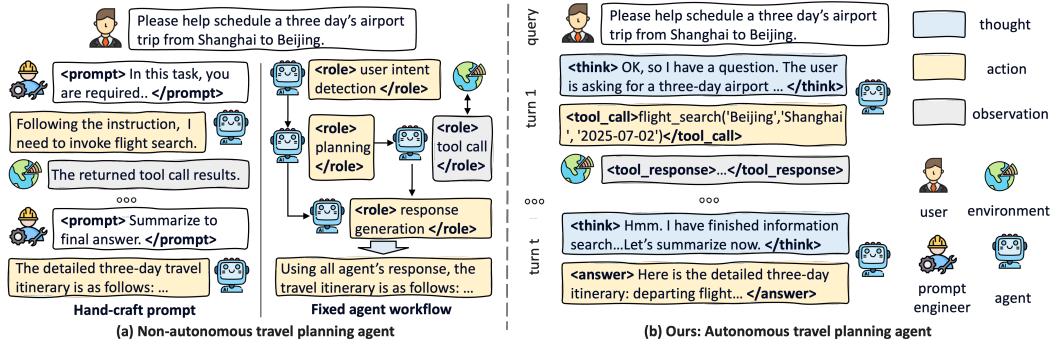 Please help schedule a three day's airport
trip from Shanghai to Beijing.
<prompt> In this task, you
are required.. </prompt>
Following the instruction, I
need to invoke flight search.
The returned tool call results.
<prompt> Summarize to
final answer. </prompt>
The detailed three-day travel
itinerary is as follows: ...
Hand-craft prompt
<role> user intent
detection </role>
<role>
planning
</role>
<role>
tool call
</role>
<role> response
generation </role>
Using all agent's response, the
travel itinerary is as follows: ...
Fixed agent workflow
(a) Non-autonomous travel planning agent
query
Please help schedule a three day's airport
trip from Shanghai to Beijing.
turn 1
<think> OK, so I have a question. The user
is asking for a three-day airport ... </think>
<tool_call>flight_search('Beijing','Shanghai
', '2025-07-02')</tool_call>
<tool_response>...</tool_response>
turn t
<think> Hmm. I have finished information
search...Let's summarize now. </think>
<answer> Here is the detailed three-day
itinerary: departing flight... </answer>
(b) Ours: Autonomous travel planning agent
thought
action
observation
user
environment
prompt
engineer
agent